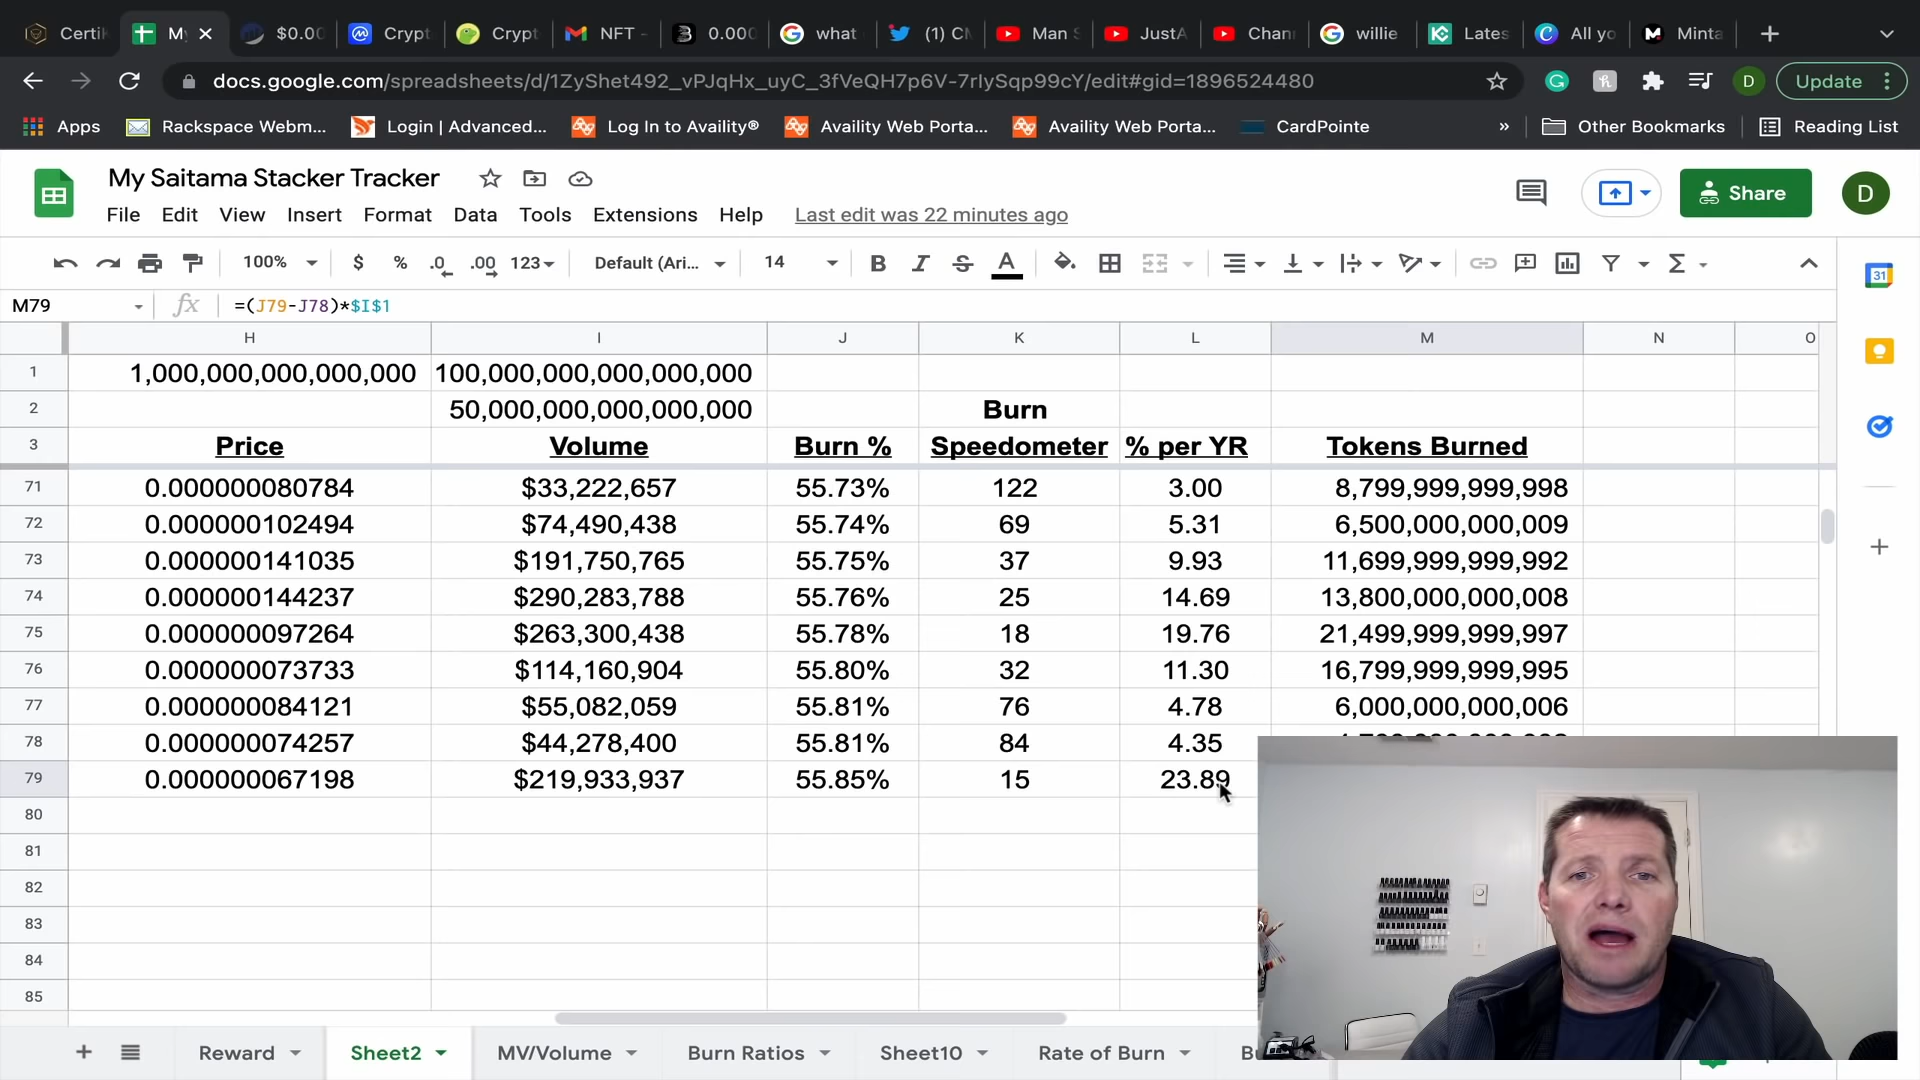 Certi
My
$0.00
Crypt
Crypt
NFT -
0.000
what
(1) CM
Man S
JustA
Chan
willie
Lates
All yo
Minta
docs.google.com/spreadsheets/d/1ZyShet492_vPJqHx_uyC_3fVeQH7p6V-7rIySqp99cY/edit#gid=1896524480
D
Update
Apps
Rackspace Webm...
Login | Advanced...
Log In to Availity®
Availity Web Porta...
Availity Web Porta...
CardPointe
»
Other Bookmarks
Reading List
My Saitama Stacker Tracker
File Edit View Insert Format Data Tools Extensions Help Last edit was 22 minutes ago
Share
D
100% $ % .0 .00 123 Default (Ari... 14 B I S A
31
M79 fx =(J79-J78)*$I$1
H I J K L M N O
1 1,000,000,000,000,000 100,000,000,000,000,000
2 50,000,000,000,000,000 Burn
3 Price Volume Burn % Speedometer % per YR Tokens Burned
71 0.000000080784 $33,222,657 55.73% 122 3.00 8,799,999,999,998
72 0.000000102494 $74,490,438 55.74% 69 5.31 6,500,000,000,009
73 0.000000141035 $191,750,765 55.75% 37 9.93 11,699,999,999,992
74 0.000000144237 $290,283,788 55.76% 25 14.69 13,800,000,000,008
75 0.000000097264 $263,300,438 55.78% 18 19.76 21,499,999,999,997
76 0.000000073733 $114,160,904 55.80% 32 11.30 16,799,999,999,995
77 0.000000084121 $55,082,059 55.81% 76 4.78 6,000,000,000,006
78 0.000000074257 $44,278,400 55.81% 84 4.35
79 0.000000067198 $219,933,937 55.85% 15 23.89
80
81
82
83
84
85
Reward
Sheet2
MV/Volume
Burn Ratios
Sheet10
Rate of Burn